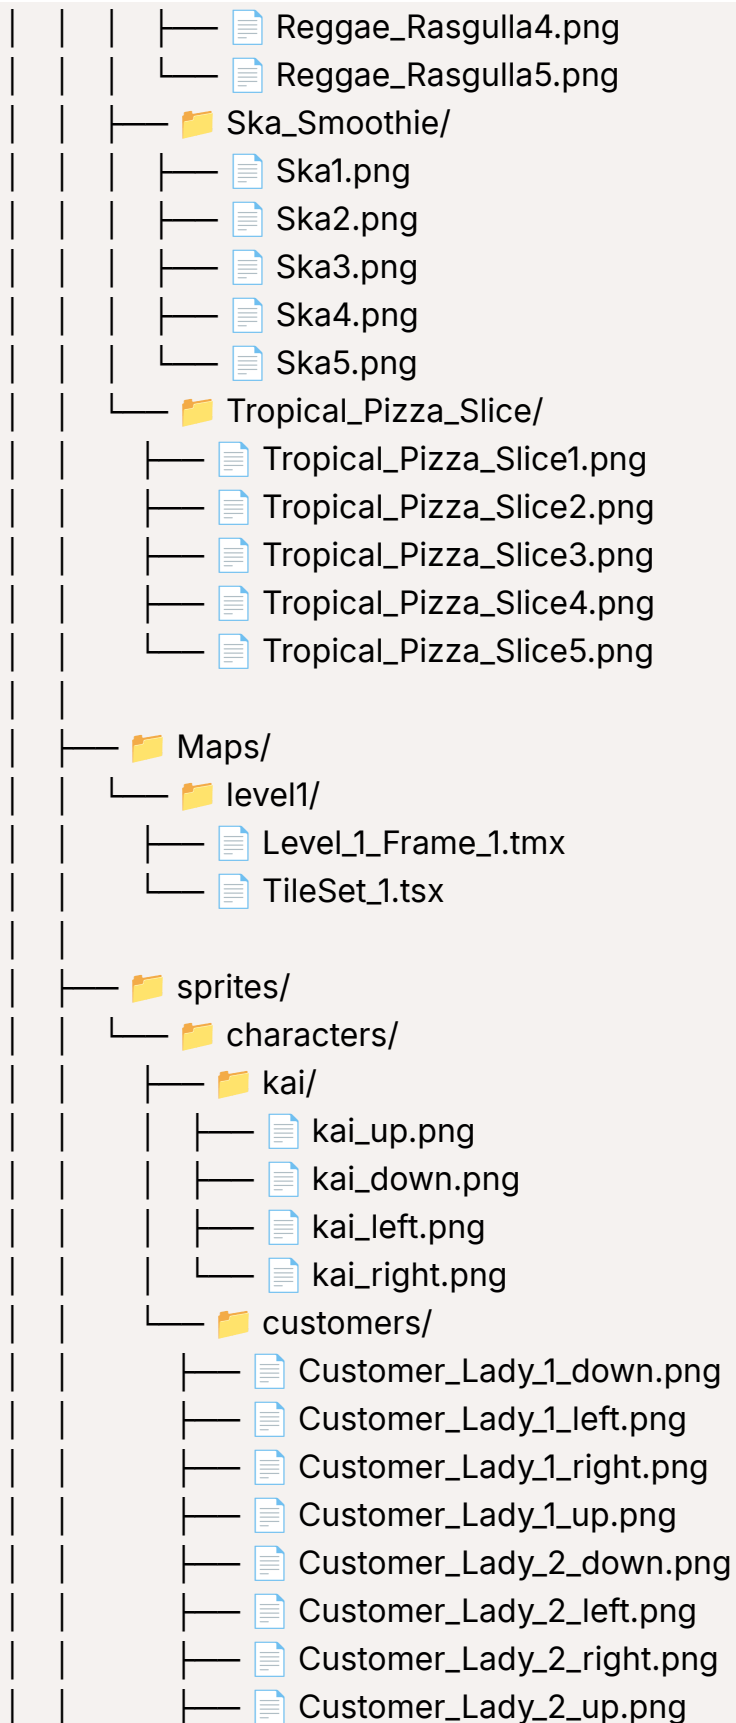 │ │ │ ├── 📄 Reggae_Rasgulla4.png
│ │ │ └── 📄 Reggae_Rasgulla5.png
│ │ ├── 📁 Ska_Smoothie/
│ │ │ ├── 📄 Ska1.png
│ │ │ ├── 📄 Ska2.png
│ │ │ ├── 📄 Ska3.png
│ │ │ ├── 📄 Ska4.png
│ │ │ └── 📄 Ska5.png
│ │ └── 📁 Tropical_Pizza_Slice/
│ │ ├── 📄 Tropical_Pizza_Slice1.png
│ │ ├── 📄 Tropical_Pizza_Slice2.png
│ │ ├── 📄 Tropical_Pizza_Slice3.png
│ │ ├── 📄 Tropical_Pizza_Slice4.png
│ │ └── 📄 Tropical_Pizza_Slice5.png
│ │
│ ├── 📁 Maps/
│ │ └── 📁 level1/
│ │ ├── 📄 Level_1_Frame_1.tmx
│ │ └── 📄 TileSet_1.tsx
│ │
│ ├── 📁 sprites/
│ │ └── 📁 characters/
│ │ ├── 📁 kai/
│ │ │ ├── 📄 kai_up.png
│ │ │ ├── 📄 kai_down.png
│ │ │ ├── 📄 kai_left.png
│ │ │ └── 📄 kai_right.png
│ │ └── 📁 customers/
│ │ ├── 📄 Customer_Lady_1_down.png
│ │ ├── 📄 Customer_Lady_1_left.png
│ │ ├── 📄 Customer_Lady_1_right.png
│ │ ├── 📄 Customer_Lady_1_up.png
│ │ ├── 📄 Customer_Lady_2_down.png
│ │ ├── 📄 Customer_Lady_2_left.png
│ │ ├── 📄 Customer_Lady_2_right.png
│ │ ├── 📄 Customer_Lady_2_up.png